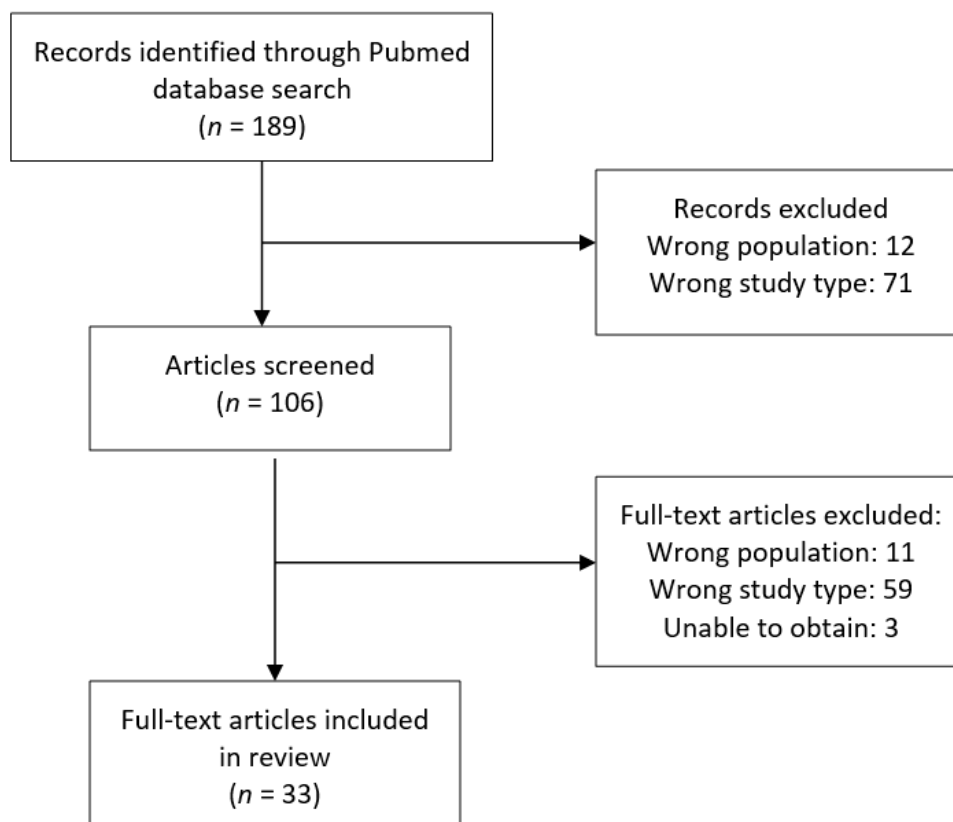 Records identified through Pubmed
database search
(n = 189)
Records excluded
Wrong population: 12
Wrong study type: 71
Articles screened
(n = 106)
Full-text articles excluded:
Wrong population: 11
Wrong study type: 59
Unable to obtain: 3
Full-text articles included
in review
(n = 33)